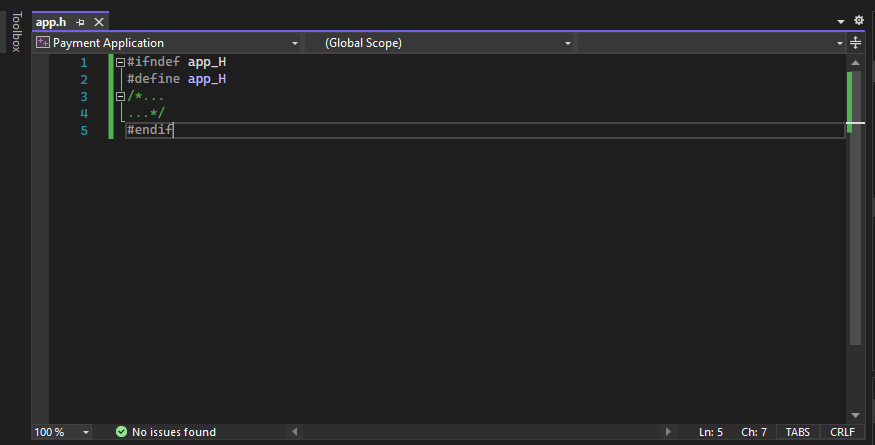 Toolbox
app.h
Payment Application
(Global Scope)
1 #ifndef app_H
2 #define app_H
3 /*...
4 ...*/
5 #endif
100 %
No issues found
Ln: 5 Ch: 7 TABS CRLF